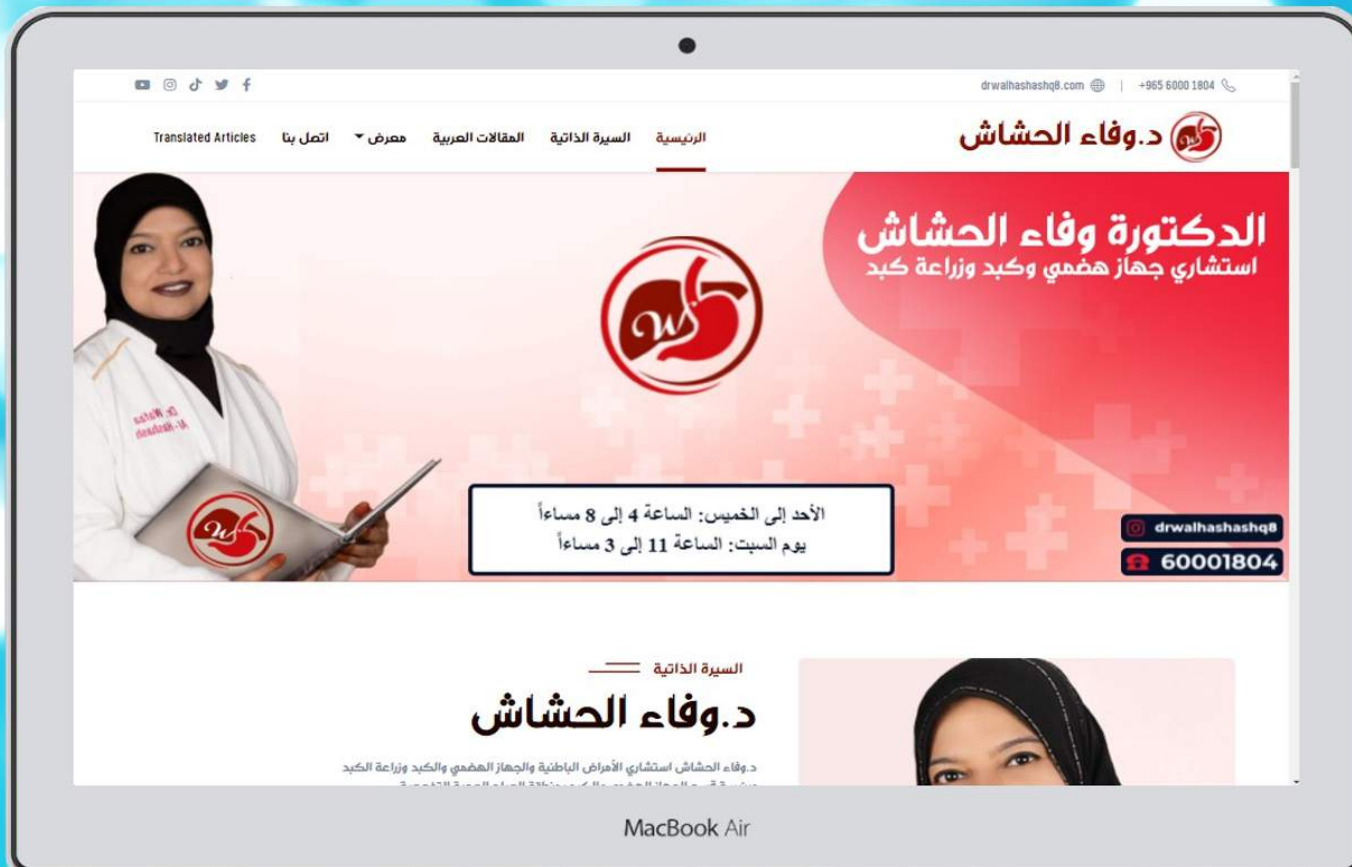 drwalhashashq8.com | +965 6000 1804
د.وفاء الحشاش
الرئيسية السيرة الذاتية المقالات العربية معرض اتصل بنا Translated Articles
الدكتورة وفاء الحشاش
استشاري جهاز هضمي وكبد وزراعة كبد
الأحد إلى الخميس: الساعة 4 إلى 8 مساءاً
يوم السبت: الساعة 11 إلى 3 مساءاً
drwalhashashq8
60001804
السيرة الذاتية
د.وفاء الحشاش
د.وفاء الحشاش استشاري الأمراض الباطنية والجهاز الهضمي والكبد وزراعة الكبد
MacBook Air